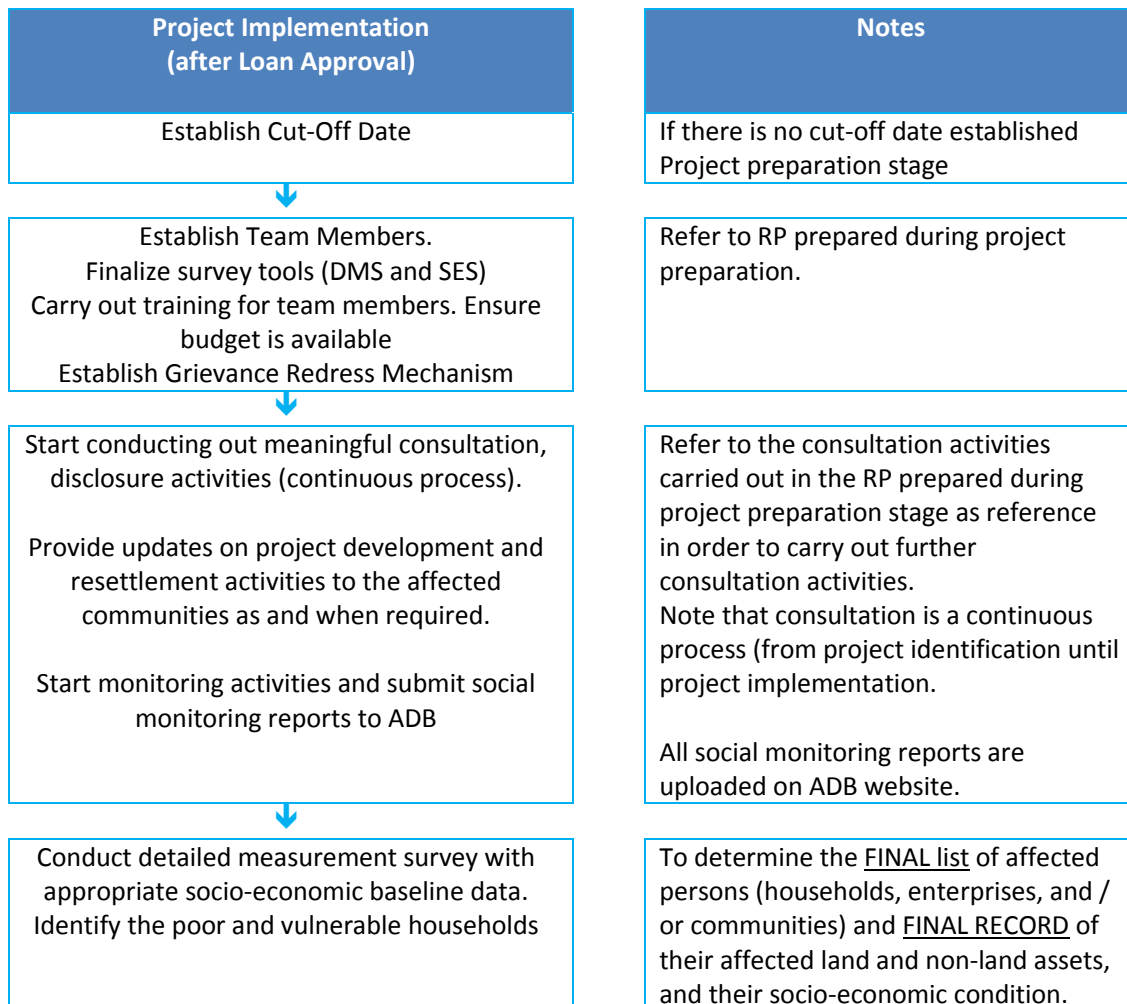 Project Implementation
(after Loan Approval)
Notes
Establish Cut-Off Date
If there is no cut-off date established
Project preparation stage
Establish Team Members.
Finalize survey tools (DMS and SES)
Carry out training for team members. Ensure
budget is available
Establish Grievance Redress Mechanism
Refer to RP prepared during project
preparation.
Start conducting out meaningful consultation,
disclosure activities (continuous process).
Provide updates on project development and
resettlement activities to the affected
communities as and when required.
Start monitoring activities and submit social
monitoring reports to ADB
Refer to the consultation activities
carried out in the RP prepared during
project preparation stage as reference
in order to carry out further
consultation activities.
Note that consultation is a continuous
process (from project identification until
project implementation.
All social monitoring reports are
uploaded on ADB website.
Conduct detailed measurement survey with
appropriate socio-economic baseline data.
Identify the poor and vulnerable households
To determine the FINAL list of affected
persons (households, enterprises, and /
or communities) and FINAL RECORD of
their affected land and non-land assets,
and their socio-economic condition.